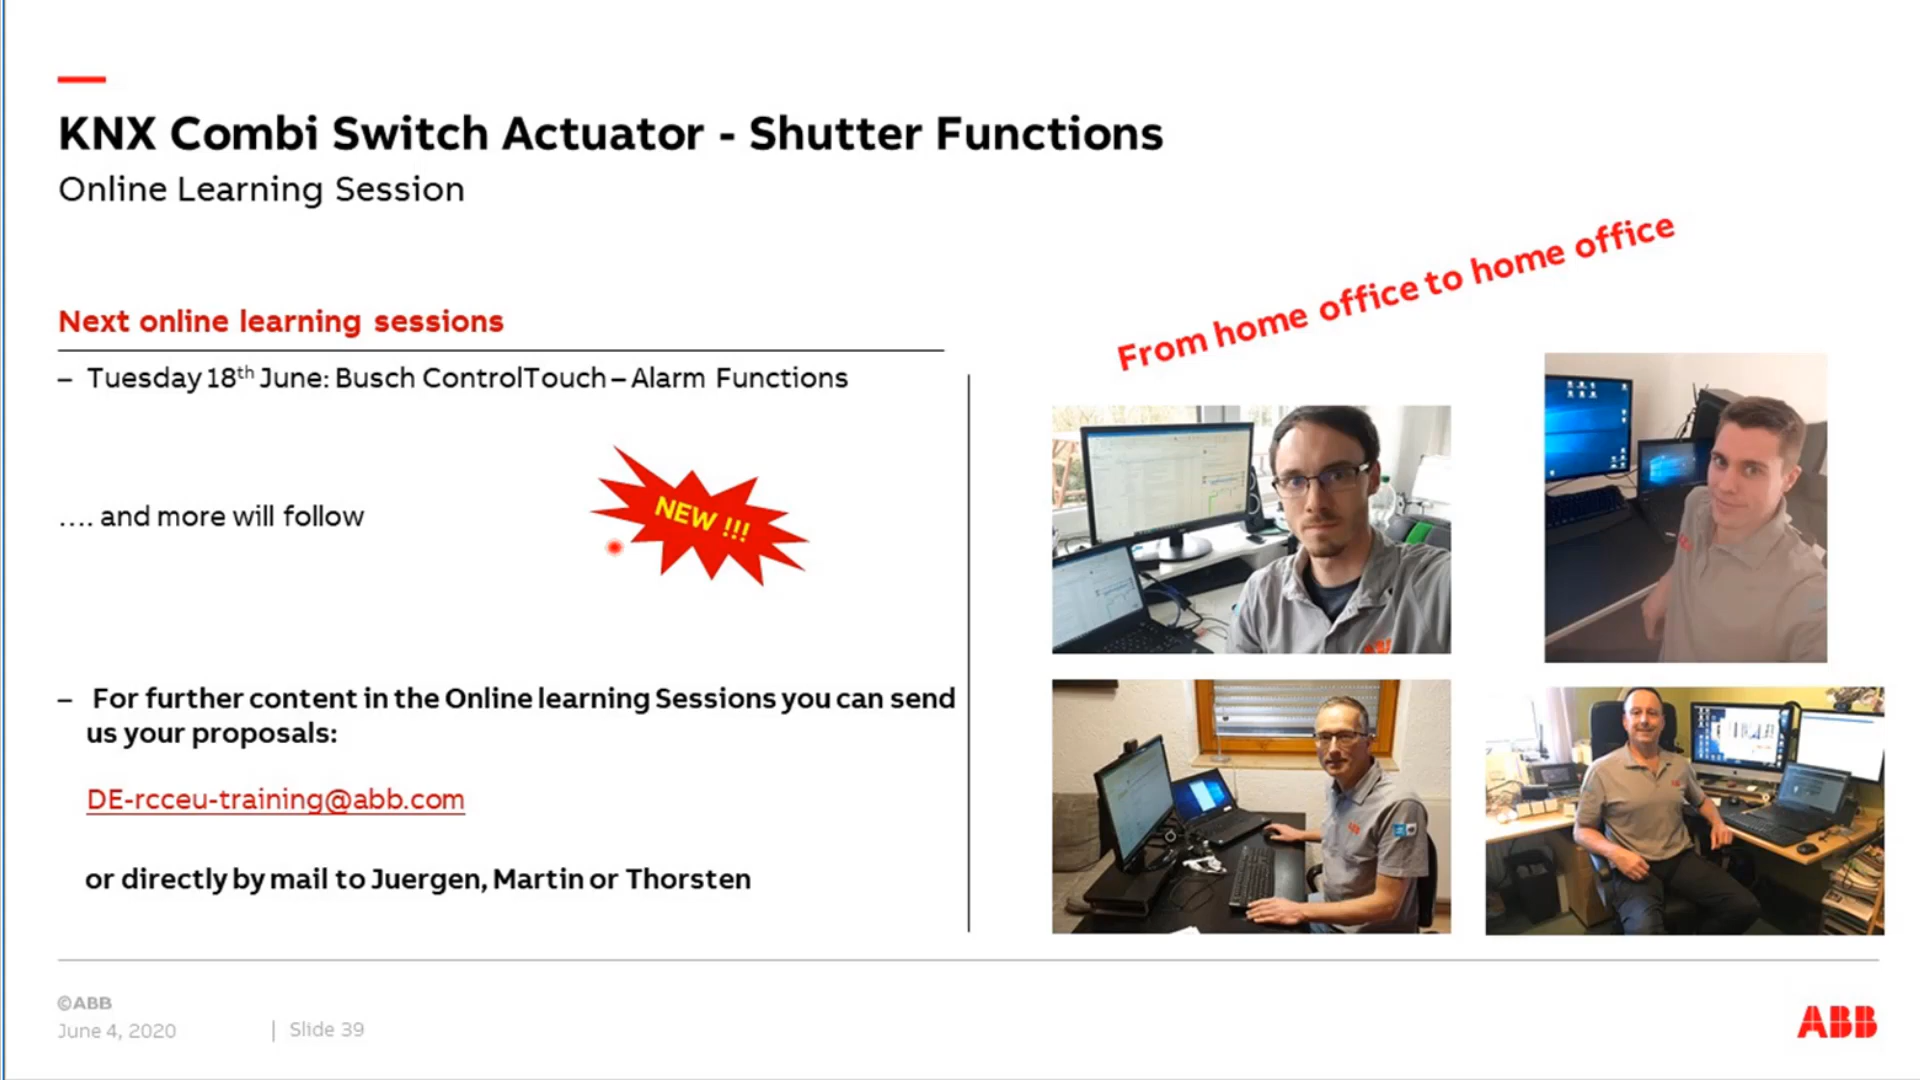 KNX Combi Switch Actuator - Shutter Functions
Online Learning Session
From home office to home office
Next online learning sessions
– Tuesday 18th June: Busch ControlTouch – Alarm Functions
NEW !!!
.... and more will follow
– For further content in the Online learning Sessions you can send
us your proposals:
DE-rcceu-training@abb.com
or directly by mail to Juergen, Martin or Thorsten
©ABB
June 4, 2020 | Slide 39
ABB